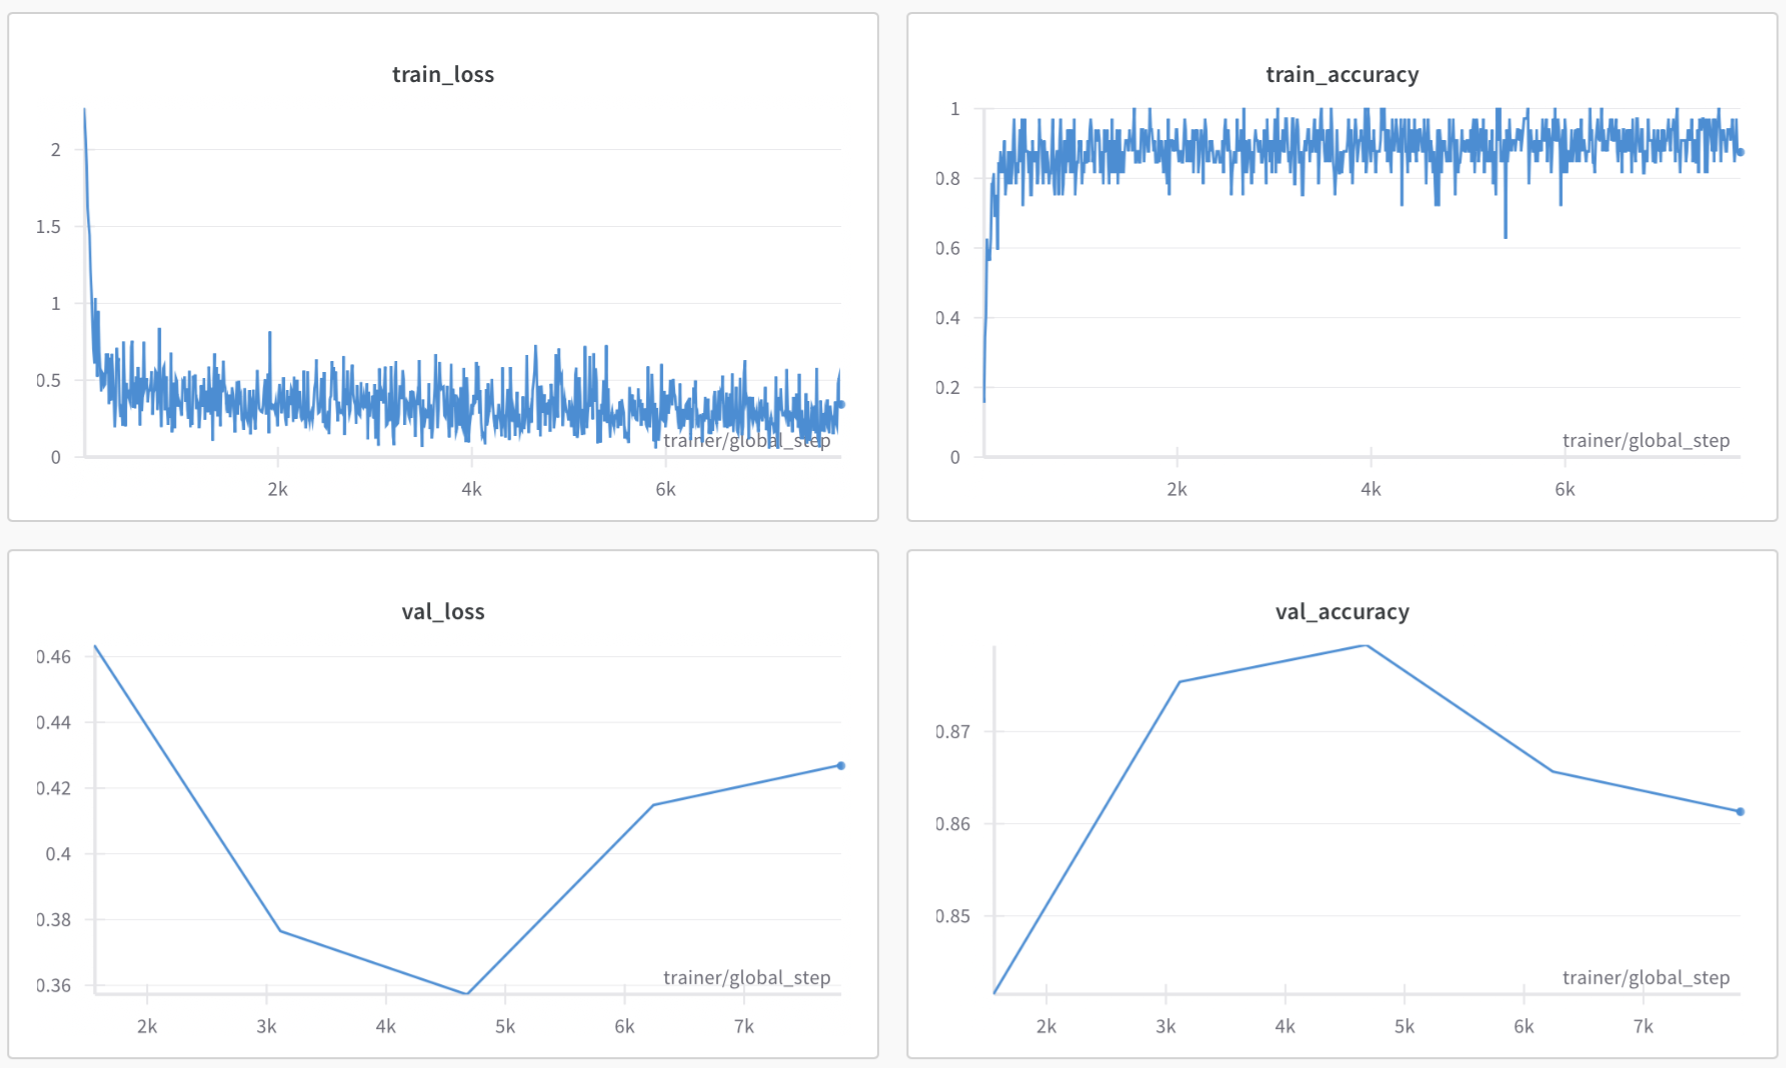 train_loss
2
1.5
1
0.5
0
trainer/global_step
2k
4k
6k
train_accuracy
1
0.8
0.6
0.4
0.2
0
trainer/global_step
2k
4k
6k
val_loss
0.46
0.44
0.42
0.4
0.38
0.36
trainer/global_step
2k
3k
4k
5k
6k
7k
val_accuracy
0.87
0.86
0.85
trainer/global_step
2k
3k
4k
5k
6k
7k